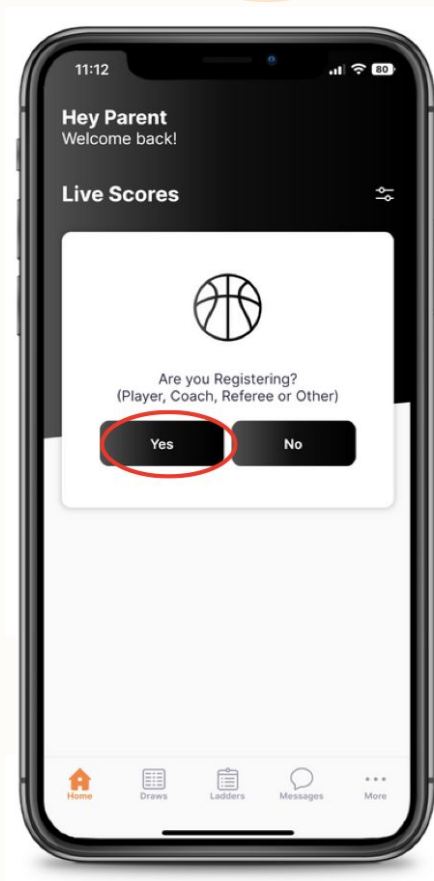 11:12
80
Hey Parent
Welcome back!
Live Scores
Are you Registering?
(Player, Coach, Referee or Other)
Yes No
Home Draws Ladders Messages More